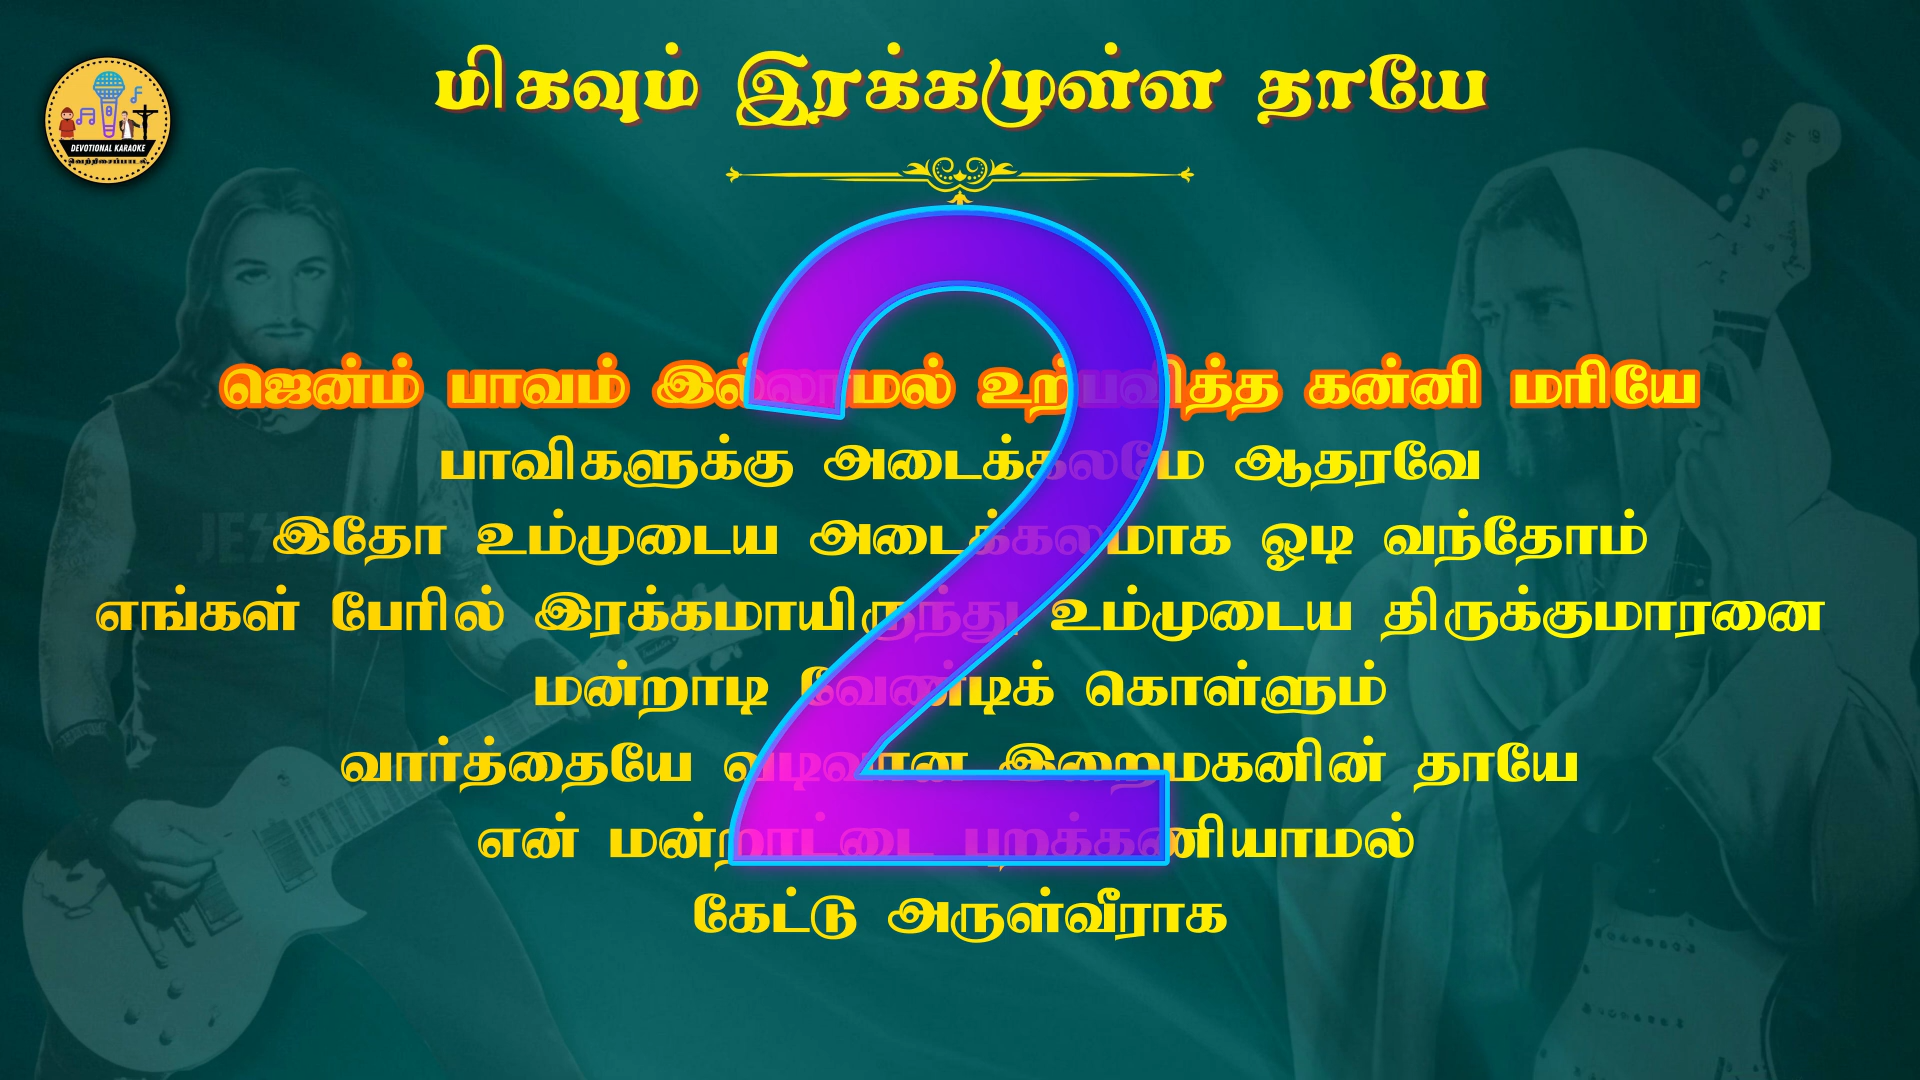 மிகவும் இரக்கமுள்ள தாயே
DEVOTIONAL KARAOKE
வெற்றிசைப்பாடல்
2
ஜென்ம் பாவம் இல்லாமல் உற்பவித்த கன்னி மரியே
பாவிகளுக்கு அடைக்கலமே ஆதரவே
இதோ உம்முடைய அடைக்கலமாக ஓடி வந்தோம்
எங்கள் பேரில் இரக்கமாயிருந்து உம்முடைய திருக்குமாரனை
மன்றாடி வேண்டிக் கொள்ளும்
வார்த்தையே வடிவான இறைமகனின் தாயே
என் மன்றாட்டை புறக்கணியாமல்
கேட்டு அருள்வீராக